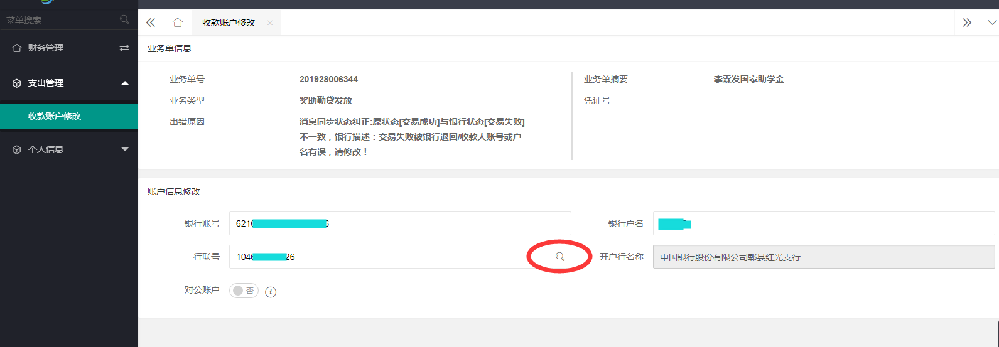 菜单搜索...
财务管理
支出管理
收款账户修改
个人信息
收款账户修改
业务单信息
业务单号 201928006344
业务单摘要 李霖发国家助学金
业务类型 奖助勤贷发放
凭证号
出错原因 消息同步状态纠正:原状态[交易成功]与银行状态[交易失败]
不一致，银行描述：交易失败被银行退回/收款人账号或户
名有误，请修改！
账户信息修改
银行账号 621 6
银行户名
行联号 104 26
开户行名称 中国银行股份有限公司郫县红光支行
对公账户 否